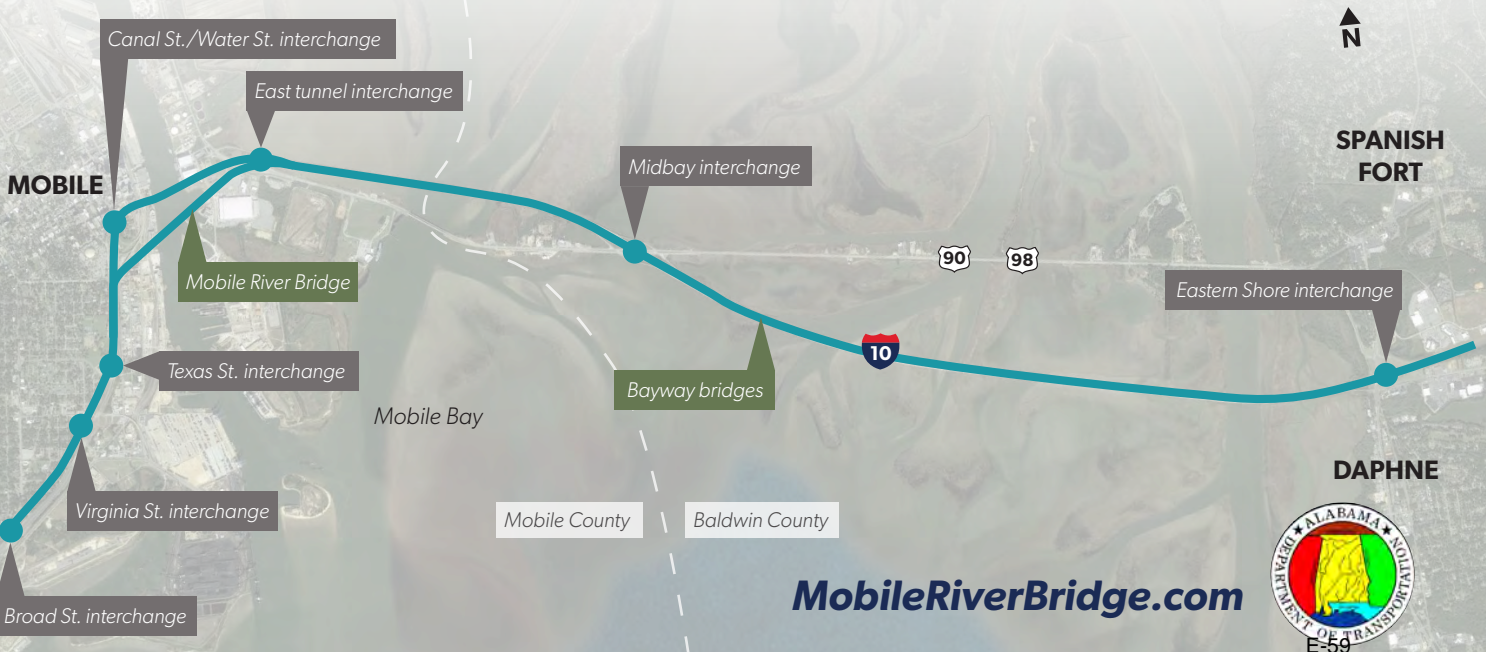 Canal St./Water St. interchange
N
East tunnel interchange
SPANISH
FORT
Midbay interchange
MOBILE
90
98
Mobile River Bridge
Eastern Shore interchange
10
Texas St. interchange
Bayway bridges
Mobile Bay
DAPHNE
Virginia St. interchange
Mobile County
Baldwin County
ALABAMA
DEPARTMENT OF TRANSPORTATION
MobileRiverBridge.com
Broad St. interchange
E-59